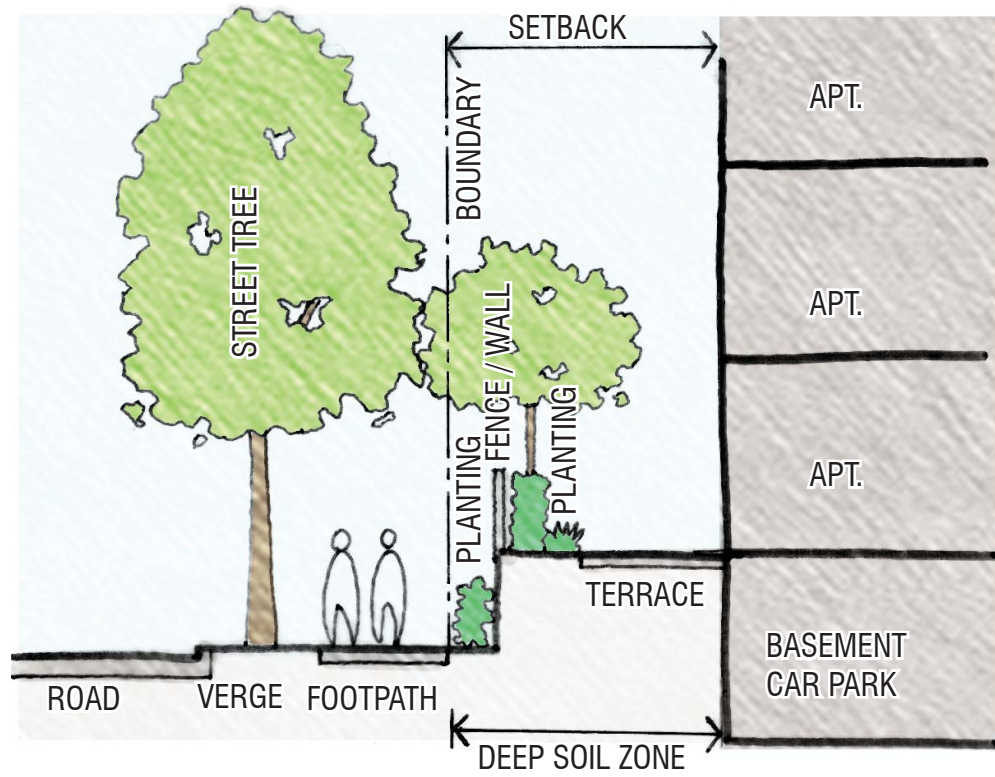 SETBACK
APT.
BOUNDARY
STREET TREE
APT.
FENCE / WALL
PLANTING
PLANTING
APT.
TERRACE
BASEMENT
CAR PARK
ROAD
VERGE
FOOTPATH
DEEP SOIL ZONE